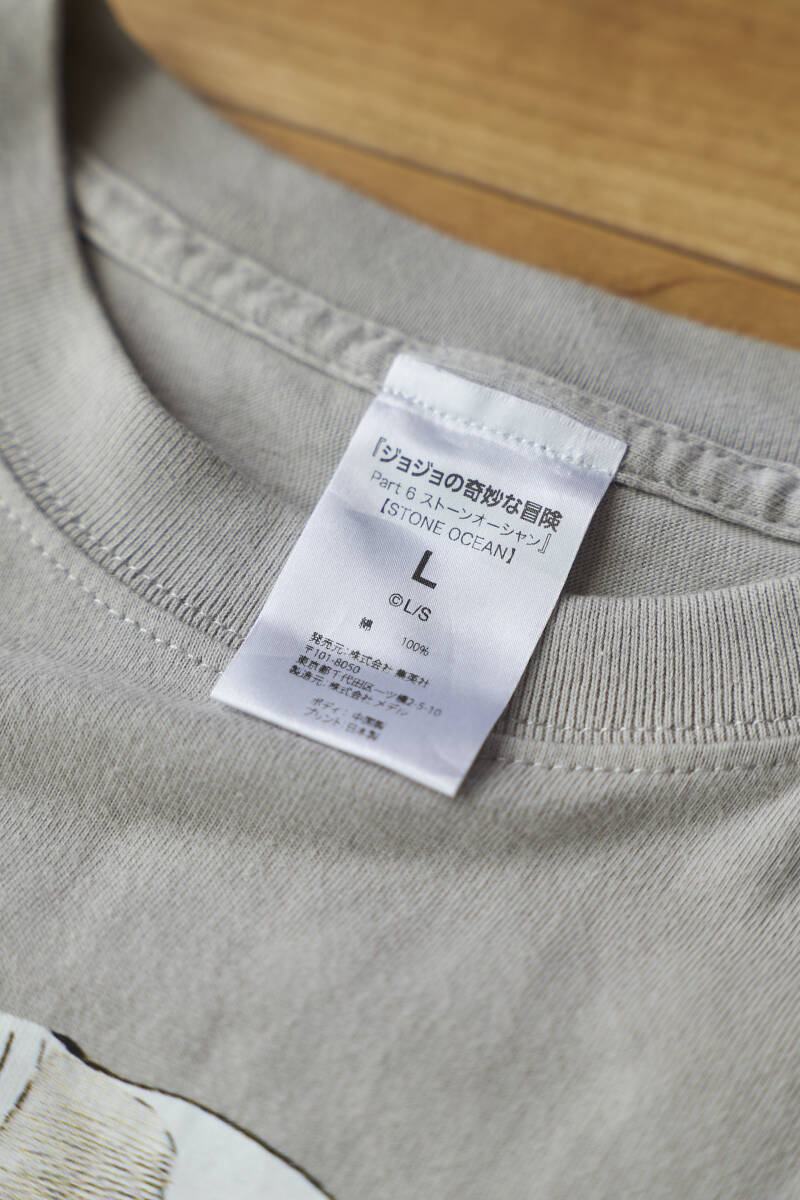 『ジョジョの奇妙な冒険
Part 6 ストーンオーシャン』
【STONE OCEAN】
L
©L/S
綿 100%
発売元:株式会社 集英社
〒101-8050
東京都千代田区一ツ橋2-5-10
製造元:株式会社 メデル
ボディ:中国製
プリント:日本製